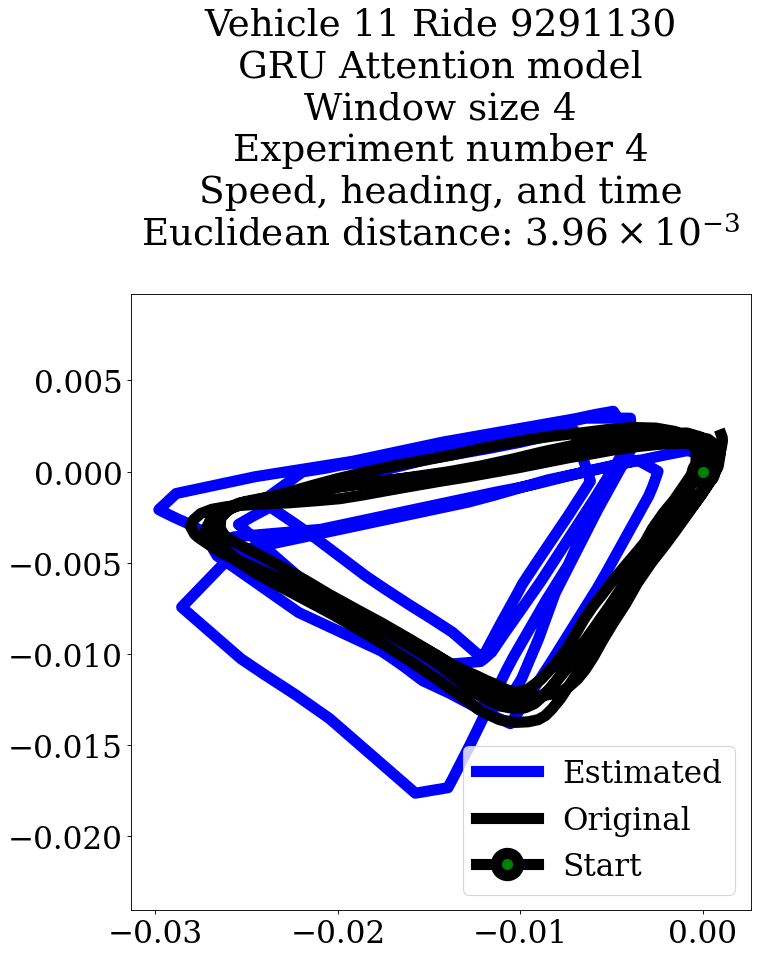 Vehicle 11 Ride 9291130
GRU Attention model
Window size 4
Experiment number 4
Speed, heading, and time
Euclidean distance: 3.96 × 10⁻³
0.005
0.000
−0.005
−0.010
−0.015
−0.020
Estimated
Original
Start
−0.03
−0.02
−0.01
0.00